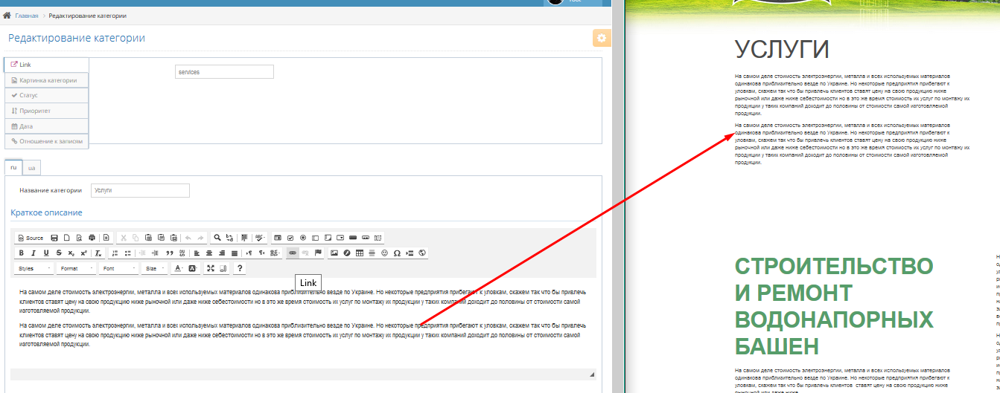 Root
Главная
Редактирование категории
Редактирование категории
Link
services
Картинка категории
Статус
Приоритет
Дата
Отношение к записям
ru
ua
Название категории
Услуги
Краткое описание
Source
Styles
Format
Font
Size
Link
На самом деле стоимость электроэнергии, металла и всех используемых материалов одинакова приблизительно везде по Украине. Но некоторые предприятия прибегают к уловкам, скажем так что бы привлечь
клиентов ставят цену на свою продукцию ниже рыночной или даже ниже себестоимости но в это же время стоимость их услуг по монтажу их продукции у таких компаний доходит до половины от стоимости самой
изготовляемой продукции.
На самом деле стоимость электроэнергии, металла и всех используемых материалов одинакова приблизительно везде по Украине. Но некоторые предприятия прибегают к уловкам, скажем так что бы привлечь
клиентов ставят цену на свою продукцию ниже рыночной или даже ниже себестоимости но в это же время стоимость их услуг по монтажу их продукции у таких компаний доходит до половины от стоимости самой
изготовляемой продукции.
УСЛУГИ
На самом деле стоимость электроэнергии, металла и всех используемых материалов
одинакова приблизительно везде по Украине. Но некоторые предприятия прибегают к
уловкам, скажем так что бы привлечь клиентов ставят цену на свою продукцию ниже
рыночной или даже ниже себестоимости но в это же время стоимость их услуг по монтажу их
продукции у таких компаний доходит до половины от стоимости самой изготовляемой
продукции.
На самом деле стоимость электроэнергии, металла и всех используемых материалов
одинакова приблизительно везде по Украине. Но некоторые предприятия прибегают к
уловкам, скажем так что бы привлечь клиентов ставят цену на свою продукцию ниже
рыночной или даже ниже себестоимости но в это же время стоимость их услуг по монтажу их
продукции у таких компаний доходит до половины от стоимости самой изготовляемой
продукции.
СТРОИТЕЛЬСТВО
И РЕМОНТ
ВОДОНАПОРНЫХ
БАШЕН
На самом деле стоимость электроэнергии, металла и всех используемых материалов
одинакова приблизительно везде по Украине. Но некоторые предприятия прибегают к
уловкам, скажем так что бы привлечь клиентов ставят цену на свою продукцию ниже
рыночной или даже ниже